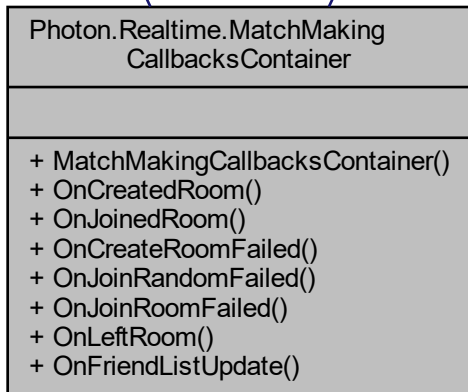 Photon.Realtime.MatchMaking
CallbacksContainer
+ MatchMakingCallbacksContainer()
+ OnCreatedRoom()
+ OnJoinedRoom()
+ OnCreateRoomFailed()
+ OnJoinRandomFailed()
+ OnJoinRoomFailed()
+ OnLeftRoom()
+ OnFriendListUpdate()